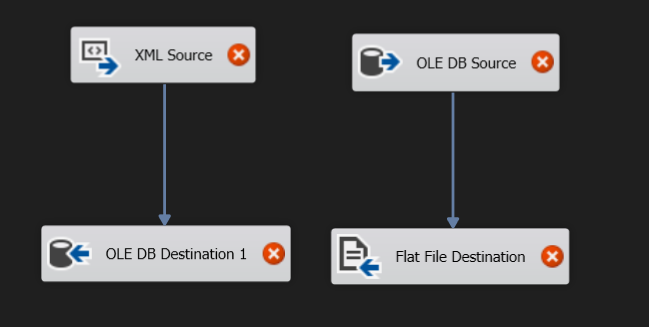 XML Source
OLE DB Source
OLE DB Destination 1
Flat File Destination